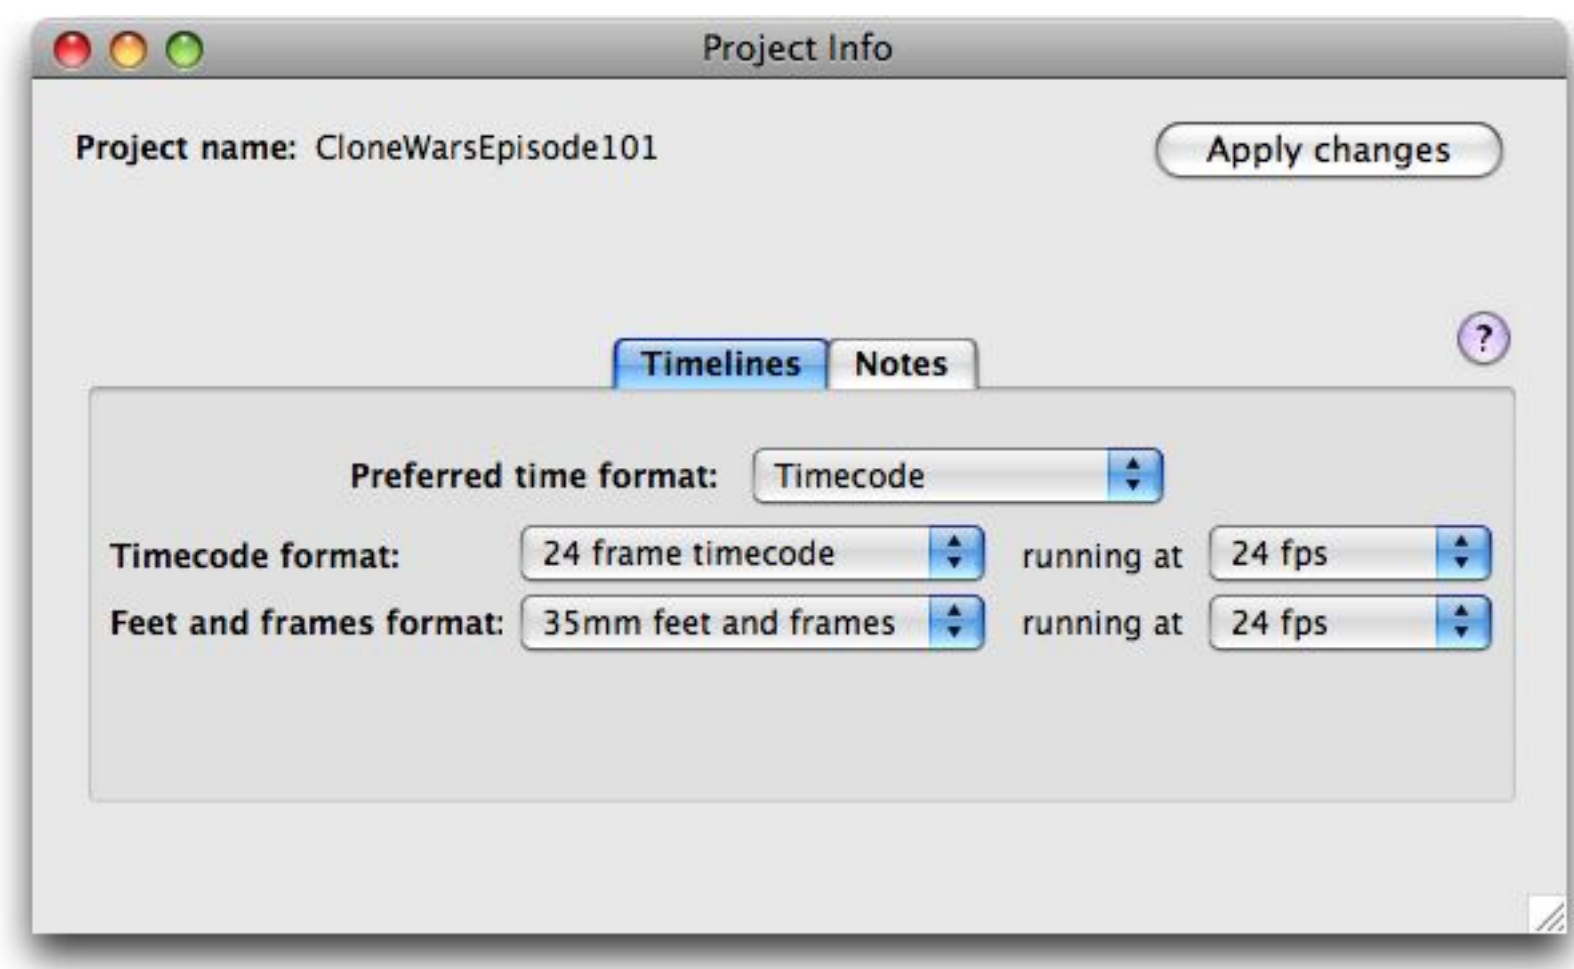 Project Info
Project name: CloneWarsEpisode101
Apply changes
?
Timelines Notes
Preferred time format: Timecode
Timecode format: 24 frame timecode running at 24 fps
Feet and frames format: 35mm feet and frames running at 24 fps